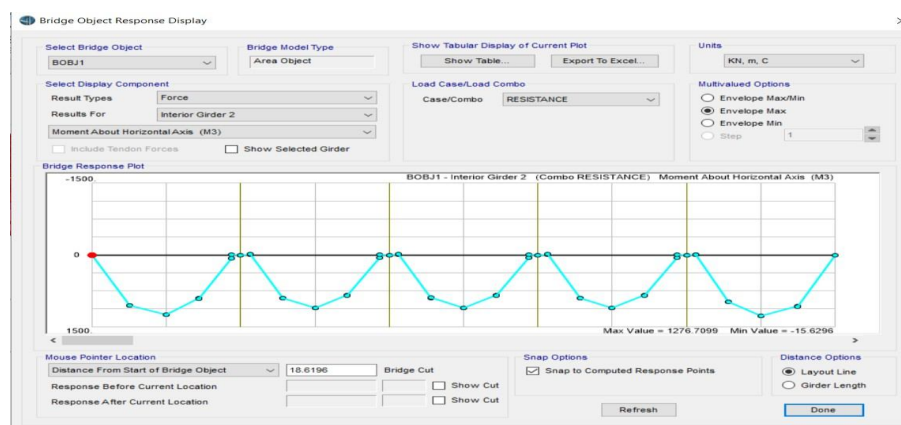 Bridge Object Response Display
Select Bridge Object
BOBJ1
Bridge Model Type
Area Object
Show Tabular Display of Current Plot
Show Table...
Export To Excel...
Units
KN, m, C
Select Display Component
Result Types
Force
Results For
Interior Girder 2
Moment About Horizontal Axis (M3)
Include Tendon Forces
Show Selected Girder
Load Case/Load Combo
Case/Combo
RESISTANCE
Multivalued Options
Envelope Max/Min
Envelope Max
Envelope Min
Step
1
Bridge Response Plot
-1500.
BOBJ1 - Interior Girder 2 (Combo RESISTANCE) Moment About Horizontal Axis (M3)
0
1500.
Max Value = 1276.7099 Min Value = -15.6296
Mouse Pointer Location
Distance From Start of Bridge Object
18.6196
Bridge Cut
Response Before Current Location
Show Cut
Response After Current Location
Show Cut
Snap Options
Snap to Computed Response Points
Refresh
Distance Options
Layout Line
Girder Length
Done